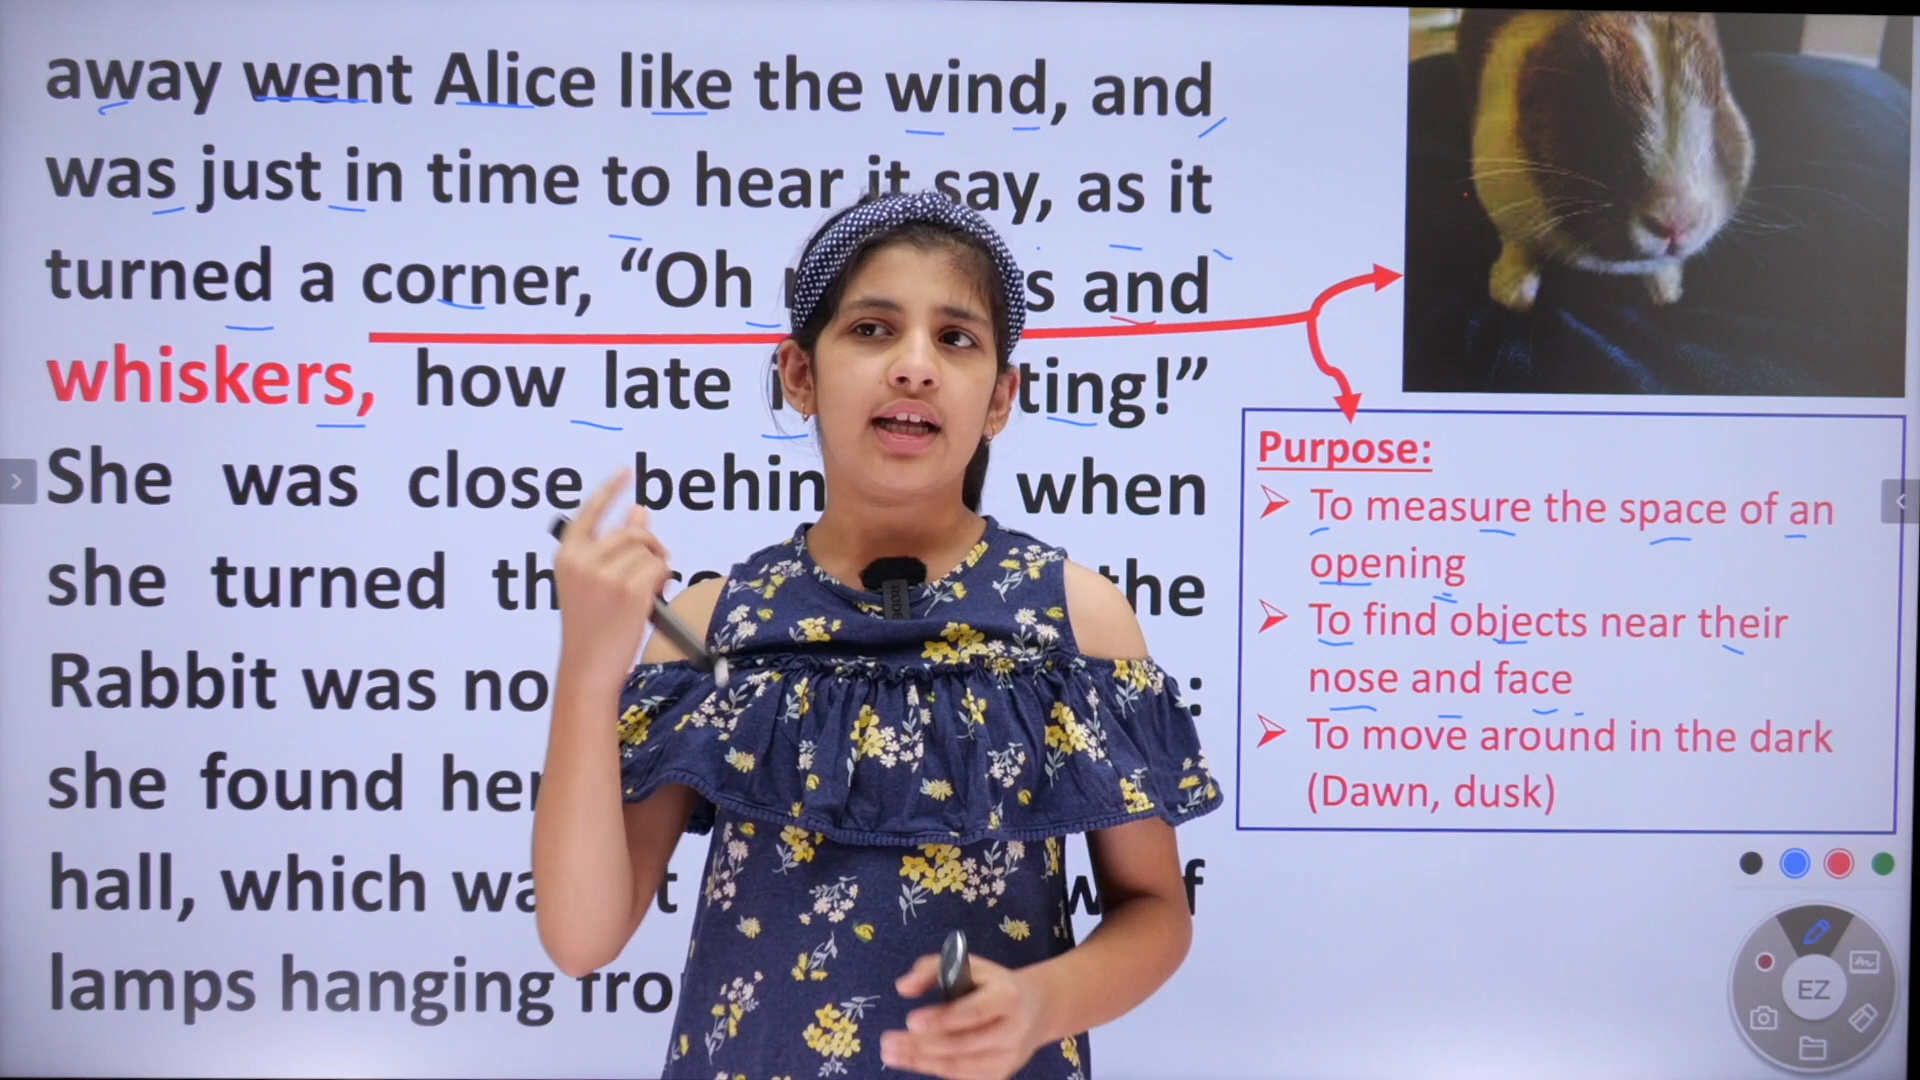 away went Alice like the wind, and
was just in time to hear it say, as it
turned a corner, “Oh s and
whiskers, how late ting!”
She was close behin when
she turned th the
Rabbit was no :
she found her
hall, which wa t f
lamps hanging fro
Purpose:
To measure the space of an
opening
To find objects near their
nose and face
To move around in the dark
(Dawn, dusk)
EZ
RODE